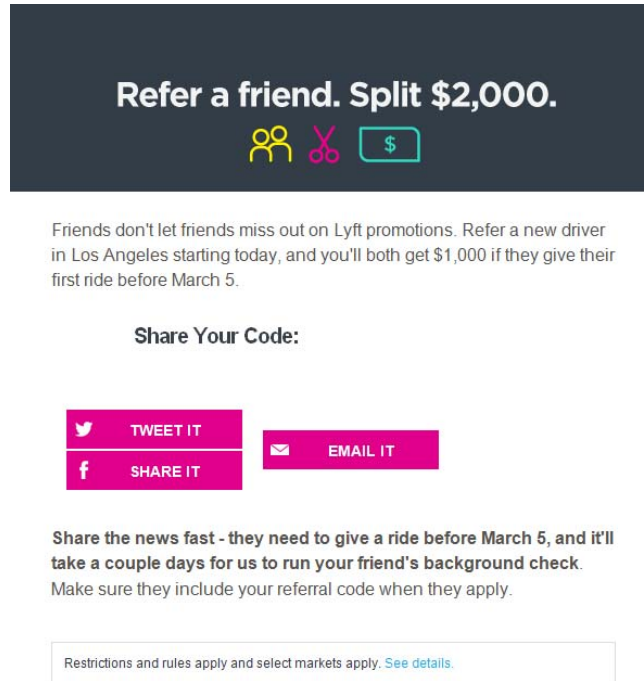 Refer a friend. Split $2,000.
$
Friends don't let friends miss out on Lyft promotions. Refer a new driver
in Los Angeles starting today, and you'll both get $1,000 if they give their
first ride before March 5.
Share Your Code:
TWEET IT
SHARE IT
EMAIL IT
Share the news fast - they need to give a ride before March 5, and it'll
take a couple days for us to run your friend's background check.
Make sure they include your referral code when they apply.
Restrictions and rules apply and select markets apply. See details.